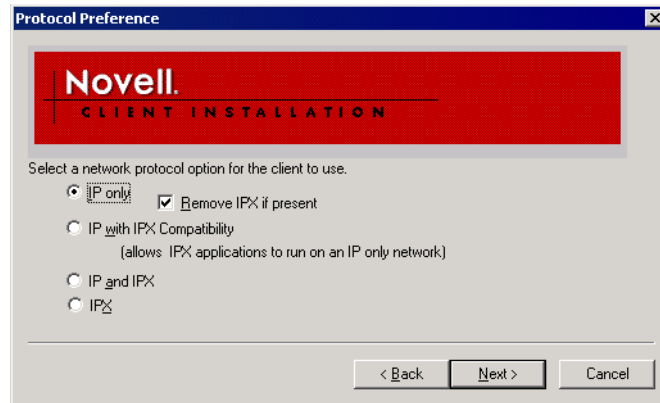 Protocol Preference
Novell.
CLIENT INSTALLATION
Select a network protocol option for the client to use.
IP only
Remove IPX if present
IP with IPX Compatibility
(allows IPX applications to run on an IP only network)
IP and IPX
IPX
< Back
Next >
Cancel